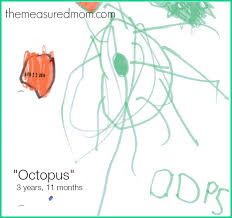 themeasuredmom.com
"Octopus"
3 years, 11 months
ODPS